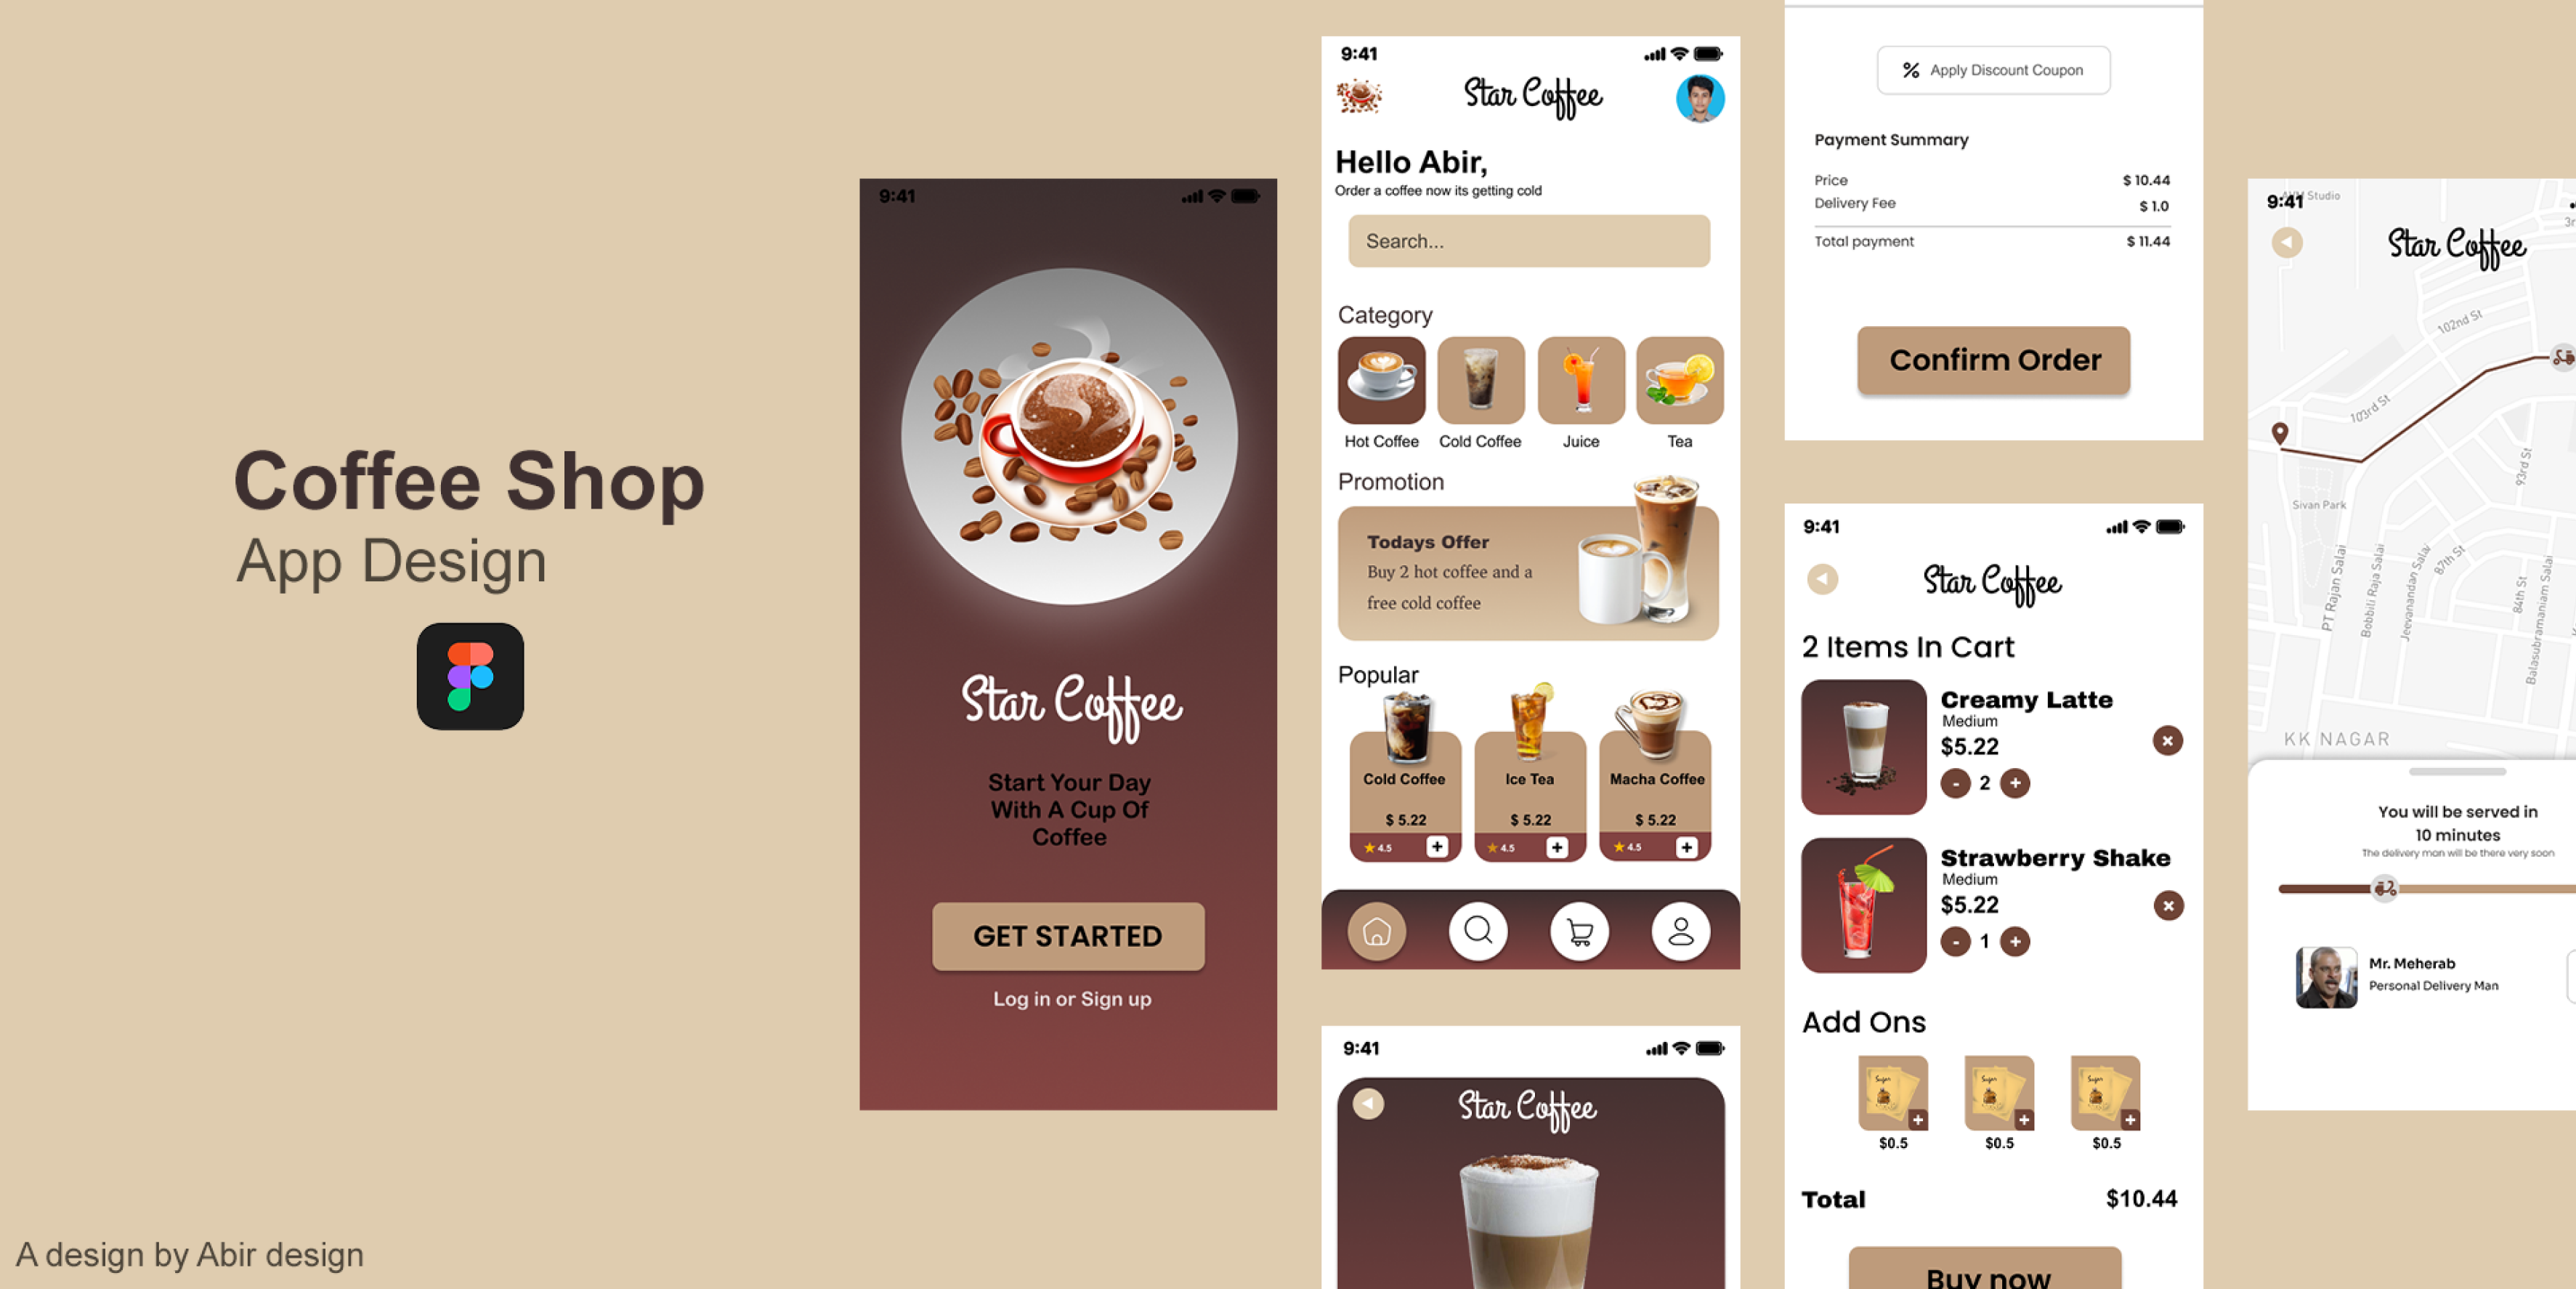 Coffee Shop
App Design
A design by Abir design
9:41
Star Coffee
Start Your Day
With A Cup Of
Coffee
GET STARTED
Log in or Sign up
9:41
Star Coffee
Hello Abir,
Order a coffee now its getting cold
Search...
Category
Hot Coffee Cold Coffee Juice Tea
Promotion
Todays Offer
Buy 2 hot coffee and a
free cold coffee
Popular
Cold Coffee Ice Tea Macha Coffee
$ 5.22 $ 5.22 $ 5.22
4.5 + 4.5 + 4.5 +
9:41
Star Coffee
% Apply Discount Coupon
Payment Summary
Price $ 10.44
Delivery Fee $ 1.0
Total payment $ 11.44
Confirm Order
9:41
Star Coffee
2 Items In Cart
Creamy Latte
Medium
$5.22
- 2 +
Strawberry Shake
Medium
$5.22
- 1 +
Add Ons
Sugar Sugar Sugar
+ + +
$0.5 $0.5 $0.5
Total $10.44
Buy now
9:41
Studio
Star Coffee
102nd St
103rd St
93rd St
Sivan Park
PT Rajan Salai
Bobbili Raja Salai
Jeevanandan Salai
87th St
84th St
Balasubramaniam Salai
KK NAGAR
You will be served in
10 minutes
The delivery man will be there very soon
Mr. Meherab
Personal Delivery Man